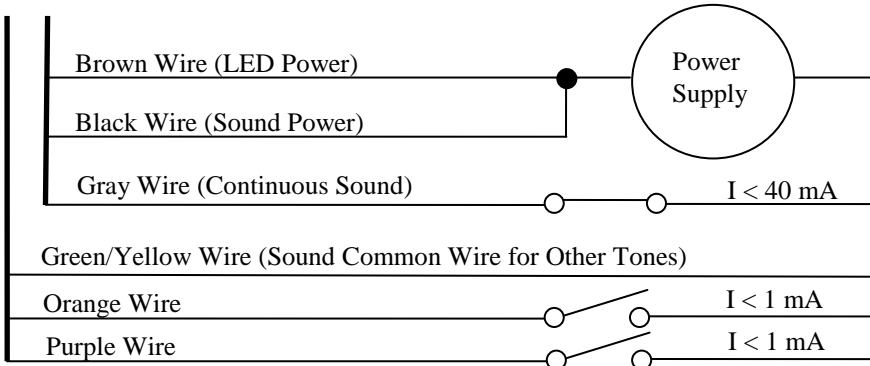 Brown Wire (LED Power)
Power
Supply
Black Wire (Sound Power)
Gray Wire (Continuous Sound)
I < 40 mA
Green/Yellow Wire (Sound Common Wire for Other Tones)
Orange Wire
I < 1 mA
Purple Wire
I < 1 mA